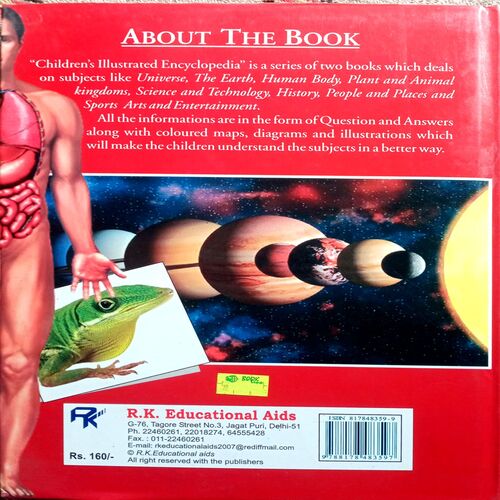 ABOUT THE BOOK
"Children's Illustrated Encyclopedia" is a series of two books which deals
on subjects like Universe, The Earth, Human Body, Plant and Animal
kingdoms, Science and Technology, History, People and Places and
Sports Arts and Entertainment.
All the informations are in the form of Question and Answers
along with coloured maps, diagrams and illustrations which
will make the children understand the subjects in a better way.
BOOK
RK
Rs. 160/-
R.K. Educational Aids
G-76, Tagore Street No.3, Jagat Puri, Delhi-51
Ph. 22460261, 22018274, 64555428
Fax. : 011-22460261
E-mail: rkeducationalaids2007@rediffmail.com
© R.K.Educational aids
All right reserved with the publishers
ISBN 817848359-9
9788178483597